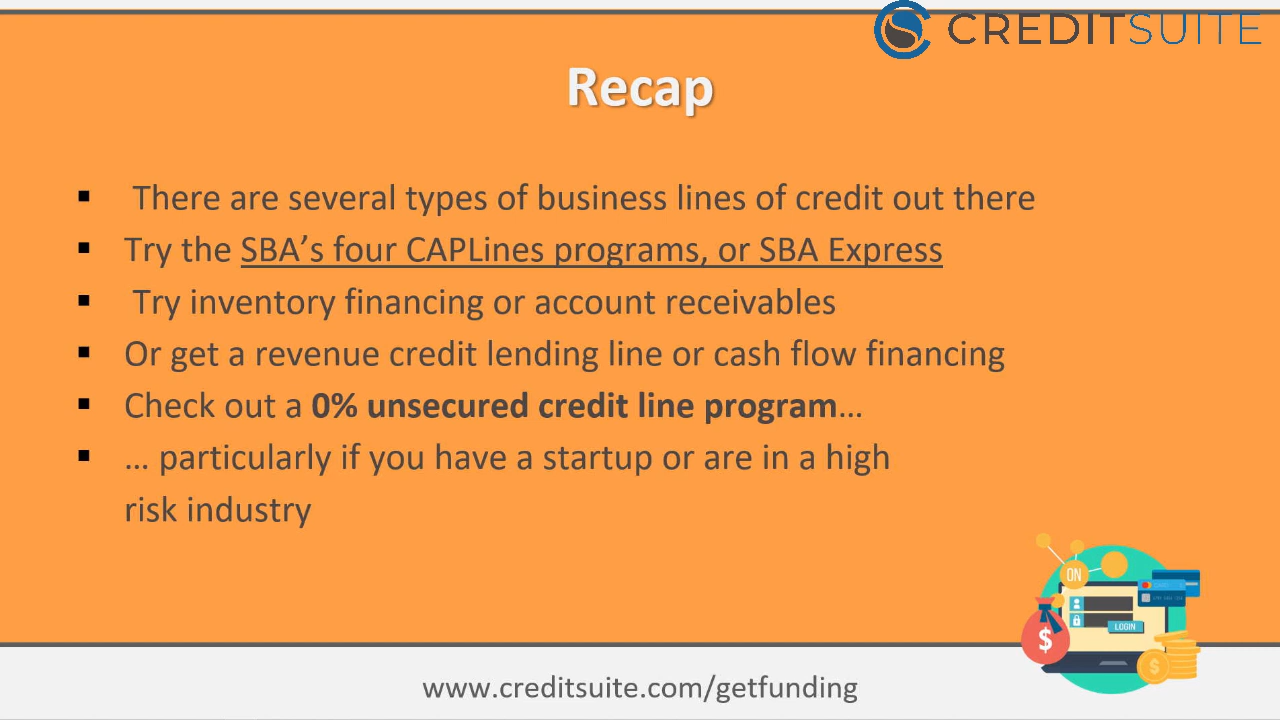 CREDITSUITE
Recap
▪ There are several types of business lines of credit out there
▪ Try the SBA’s four CAPLines programs, or SBA Express
▪ Try inventory financing or account receivables
▪ Or get a revenue credit lending line or cash flow financing
▪ Check out a 0% unsecured credit line program…
▪ … particularly if you have a startup or are in a high
risk industry
ON
LOGIN
$
$
www.creditsuite.com/getfunding